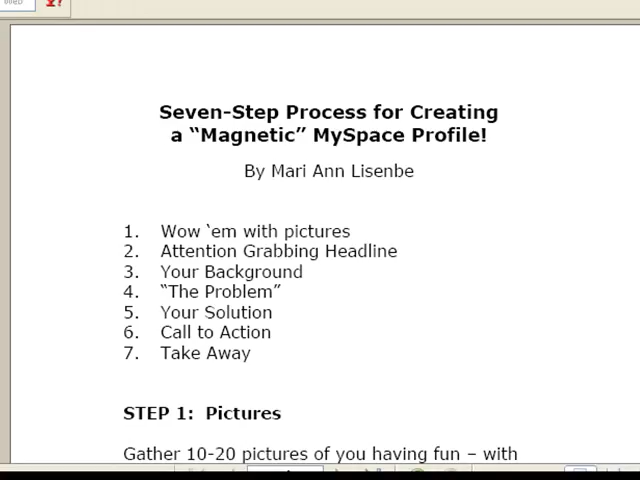 Seven-Step Process for Creating
a “Magnetic” MySpace Profile!
By Mari Ann Lisenbe
1. Wow ‘em with pictures
2. Attention Grabbing Headline
3. Your Background
4. “The Problem”
5. Your Solution
6. Call to Action
7. Take Away
STEP 1: Pictures
Gather 10-20 pictures of you having fun – with